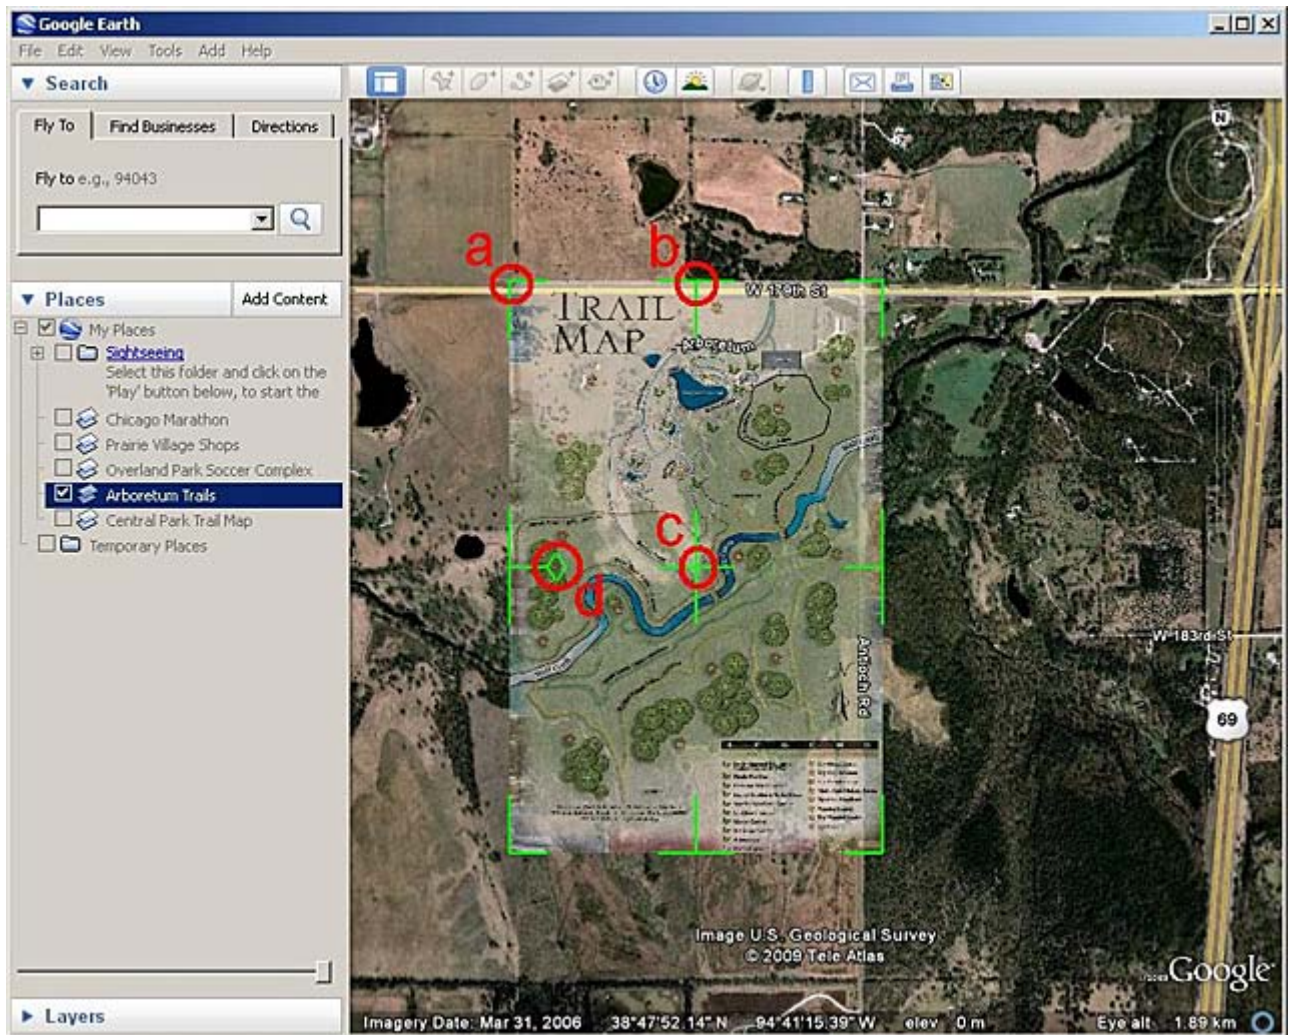 Google Earth
File Edit View Tools Add Help
Search
Fly To Find Businesses Directions
Fly to e.g., 94043
Places Add Content
My Places
Sightseeing
Select this folder and click on the
'Play' button below, to start the
Chicago Marathon
Prairie Village Shops
Overland Park Soccer Complex
Arboretum Trails
Central Park Trail Map
Temporary Places
Layers
N
a
b
W 179th St
TRAIL
MAP
Arboretum
c
d
W 183rd St
Antioch Rd
69
Image U.S. Geological Survey
© 2009 Tele Atlas
Google
Imagery Date: Mar 31, 2006 38°47'52.14" N 94°41'15.39" W elev 0 m Eye alt 1.89 km